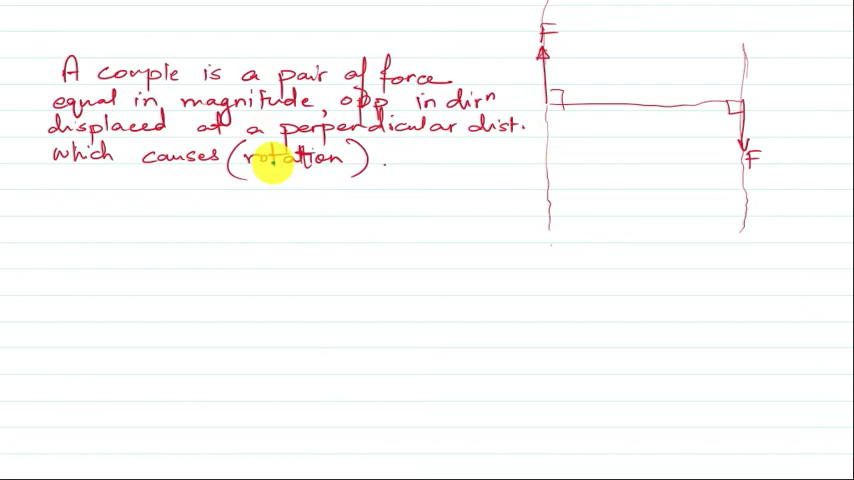 F
A couple is a pair of force
equal in magnitude, opp in dirn
displaced at a perpendicular dist.
which causes (rotation).
F